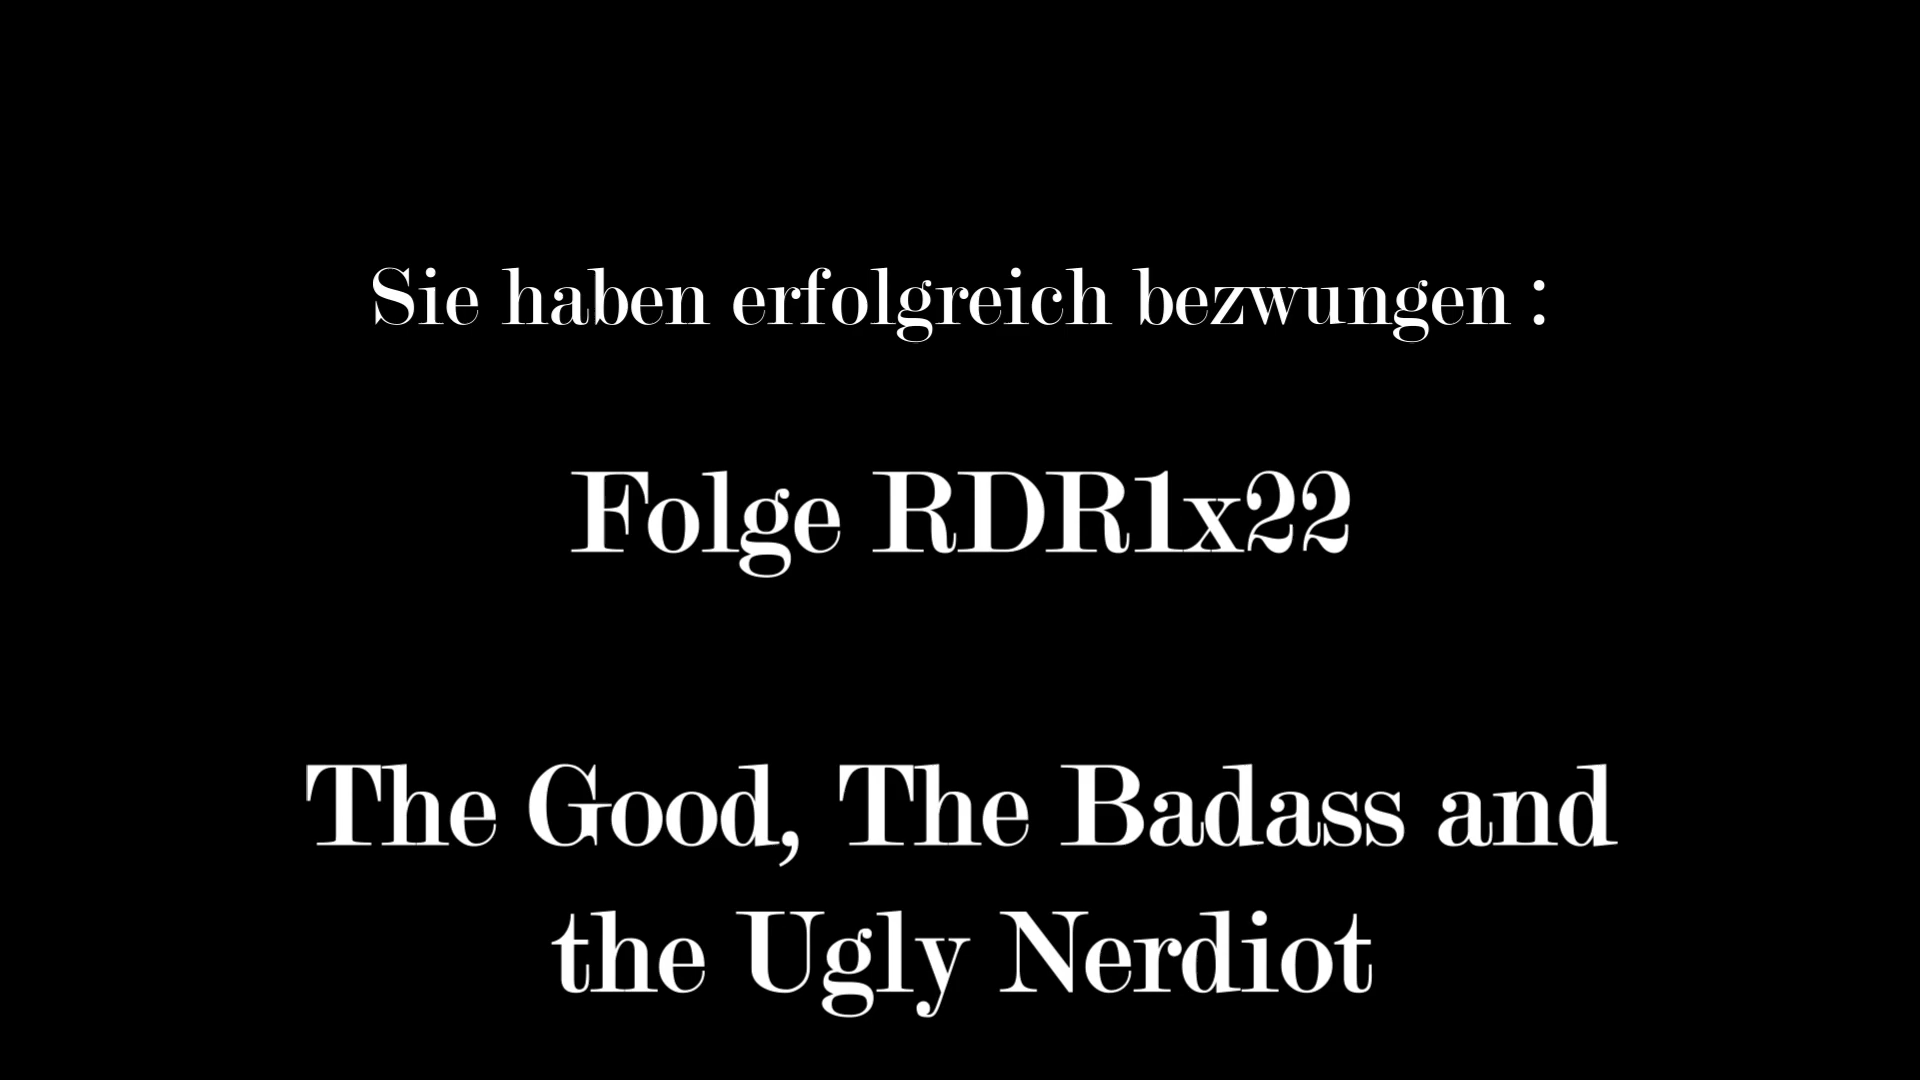 Sie haben erfolgreich bezwungen :
Folge RDR1x22
The Good, The Badass and
the Ugly Nerdiot